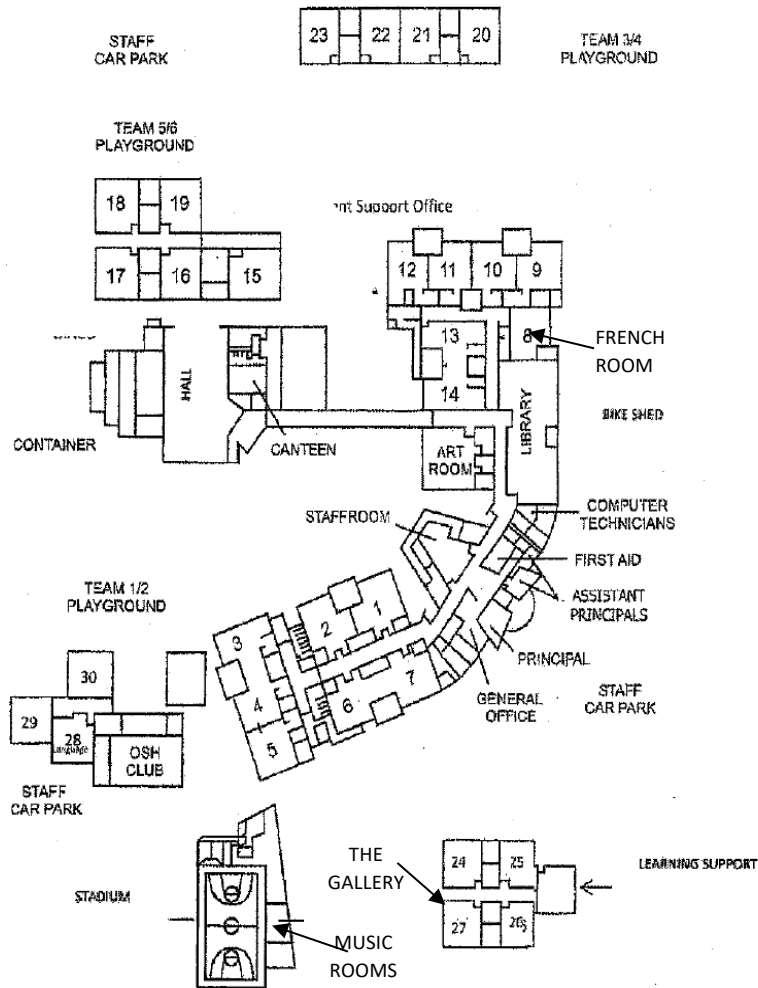 23 22 21 20
STAFF
CAR PARK
TEAM 3/4
PLAYGROUND
TEAM 5/6
PLAYGROUND
18 19
17 16 15
Support Office
12 11 10 9
13
8
FRENCH
ROOM
14
HALL
LIBRARY
BIKE SHED
CONTAINER
CANTEEN
ART
ROOM
STAFFROOM
COMPUTER
TECHNICIANS
FIRST AID
ASSISTANT
PRINCIPALS
TEAM 1/2
PLAYGROUND
3
2
1
PRINCIPAL
30
4
6
7
GENERAL
OFFICE
STAFF
CAR PARK
29
28
Language
5
OSH
CLUB
STAFF
CAR PARK
THE
GALLERY
24 25
LEARNING SUPPORT
STADIUM
27 26
MUSIC
ROOMS